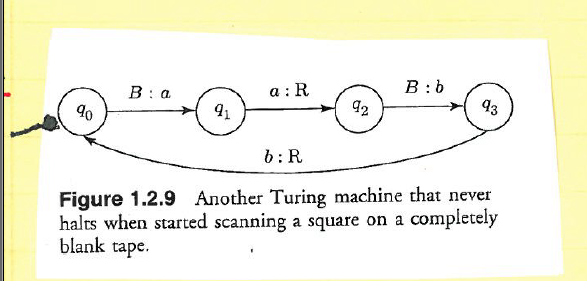 B : a
a : R
B : b
q0
q1
q2
q3
b : R
Figure 1.2.9 Another Turing machine that never
halts when started scanning a square on a completely
blank tape.